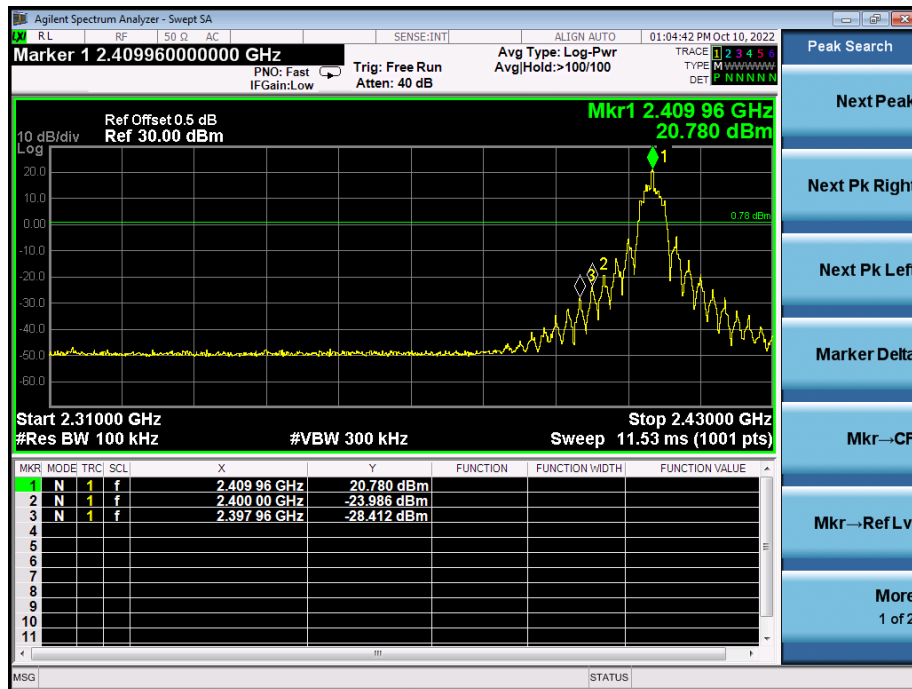 Agilent Spectrum Analyzer - Swept SA
LXI RL RF 50 Ω AC SENSE:INT ALIGN AUTO 01:04:42 PM Oct 10, 2022
Marker 1 2.409960000000 GHz
PNO: Fast
IFGain:Low
Trig: Free Run
Atten: 40 dB
Avg Type: Log-Pwr
Avg|Hold:>100/100
TRACE 1 2 3 4 5 6
TYPE M W W W W W
DET P N N N N N
Peak Search
Next Peak
Next Pk Right
Next Pk Left
Marker Delta
Mkr→CF
Mkr→Ref Lv
More
1 of 2
Mkr1 2.409 96 GHz
20.780 dBm
Ref Offset 0.5 dB
10 dB/div Ref 30.00 dBm
Log
20.0
10.0
0.00
-10.0
-20.0
-30.0
-40.0
-50.0
-60.0
1
2
3
0.78 dBm
Start 2.31000 GHz Stop 2.43000 GHz
#Res BW 100 kHz #VBW 300 kHz Sweep 11.53 ms (1001 pts)
MKR MODE TRC SCL X Y FUNCTION FUNCTION WIDTH FUNCTION VALUE
1 N 1 f 2.409 96 GHz 20.780 dBm
2 N 1 f 2.400 00 GHz -23.986 dBm
3 N 1 f 2.397 96 GHz -28.412 dBm
4
5
6
7
8
9
10
11
MSG STATUS